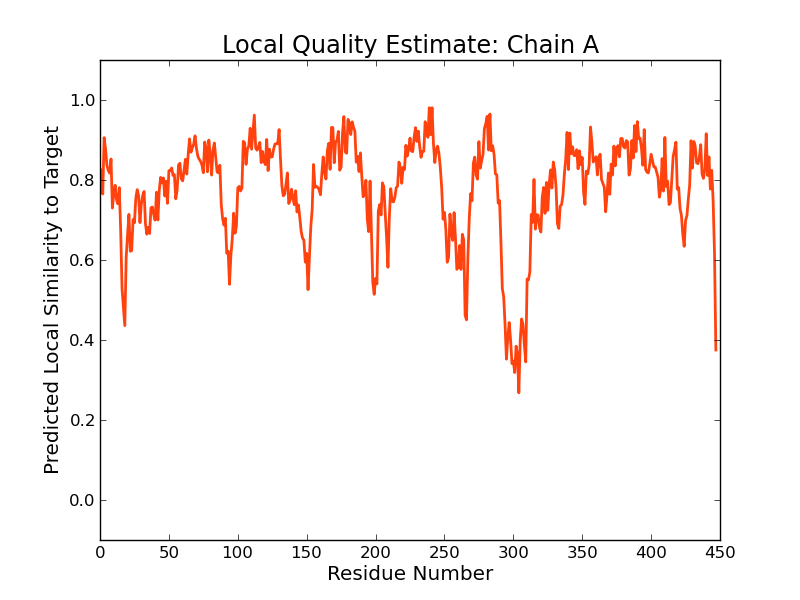 Local Quality Estimate: Chain A
Predicted Local Similarity to Target
1.0
0.8
0.6
0.4
0.2
0.0
0 50 100 150 200 250 300 350 400 450
Residue Number